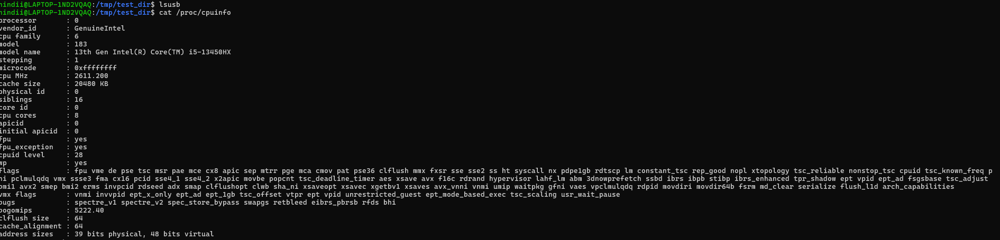 hindii@LAPTOP-1ND2VQAQ:/tmp/test_dir$ lsusb
hindii@LAPTOP-1ND2VQAQ:/tmp/test_dir$ cat /proc/cpuinfo
processor : 0
vendor_id : GenuineIntel
cpu family : 6
model : 183
model name : 13th Gen Intel(R) Core(TM) i5-13450HX
stepping : 1
microcode : 0xffffffff
cpu MHz : 2611.200
cache size : 20480 KB
physical id : 0
siblings : 16
core id : 0
cpu cores : 8
apicid : 0
initial apicid : 0
fpu : yes
fpu_exception : yes
cpuid level : 28
wp : yes
flags : fpu vme de pse tsc msr pae mce cx8 apic sep mtrr pge mca cmov pat pse36 clflush mmx fxsr sse sse2 ss ht syscall nx pdpe1gb rdtscp lm constant_tsc rep_good nopl xtopology tsc_reliable nonstop_tsc cpuid tsc_known_freq p
ni pclmulqdq vmx ssse3 fma cx16 pcid sse4_1 sse4_2 x2apic movbe popcnt tsc_deadline_timer aes xsave avx f16c rdrand hypervisor lahf_lm abm 3dnowprefetch ssbd ibrs ibpb stibp ibrs_enhanced tpr_shadow ept vpid ept_ad fsgsbase tsc_adjust
bmi1 avx2 smep bmi2 erms invpcid rdseed adx smap clflushopt clwb sha_ni xsaveopt xsavec xgetbv1 xsaves avx_vnni vnmi umip waitpkg gfni vaes vpclmulqdq rdpid movdiri movdir64b fsrm md_clear serialize flush_l1d arch_capabilities
vmx flags : vnmi invvpid ept_x_only ept_ad ept_1gb tsc_offset vtpr ept vpid unrestricted_guest ept_mode_based_exec tsc_scaling usr_wait_pause
bugs : spectre_v1 spectre_v2 spec_store_bypass swapgs retbleed eibrs_pbrsb rfds bhi
bogomips : 5222.40
clflush size : 64
cache_alignment : 64
address sizes : 39 bits physical, 48 bits virtual